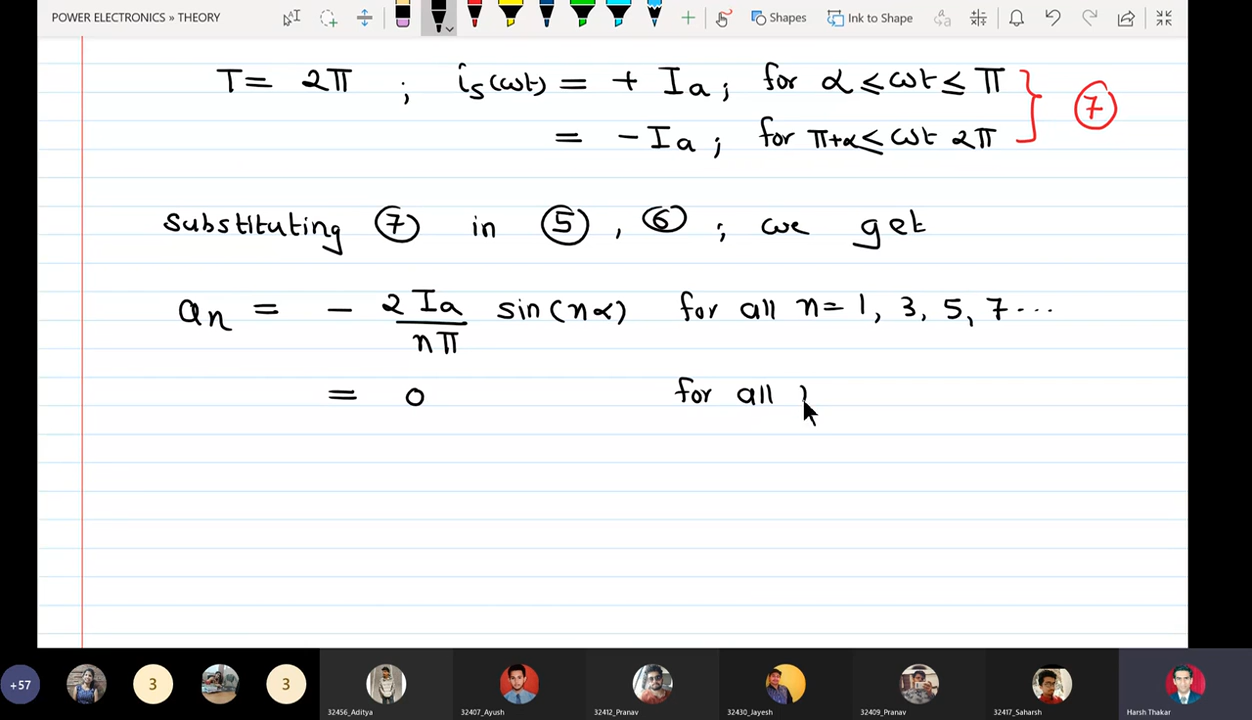 POWER ELECTRONICS » THEORY
Shapes
Ink to Shape
T = 2π ; is(ωt) = + Ia ; for α ≤ ωt ≤ π
= - Ia ; for π+α ≤ ωt 2π
7
Substituting 7 in 5 , 6 ; we get
an = - 2 Ia / nπ sin(nα) for all n = 1, 3, 5, 7 ...
= 0 for all
+57
3
3
32456_Aditya
32407_Ayush
32412_Pranav
32430_Jayesh
32409_Pranav
32417_Saharsh
Harsh Thakar